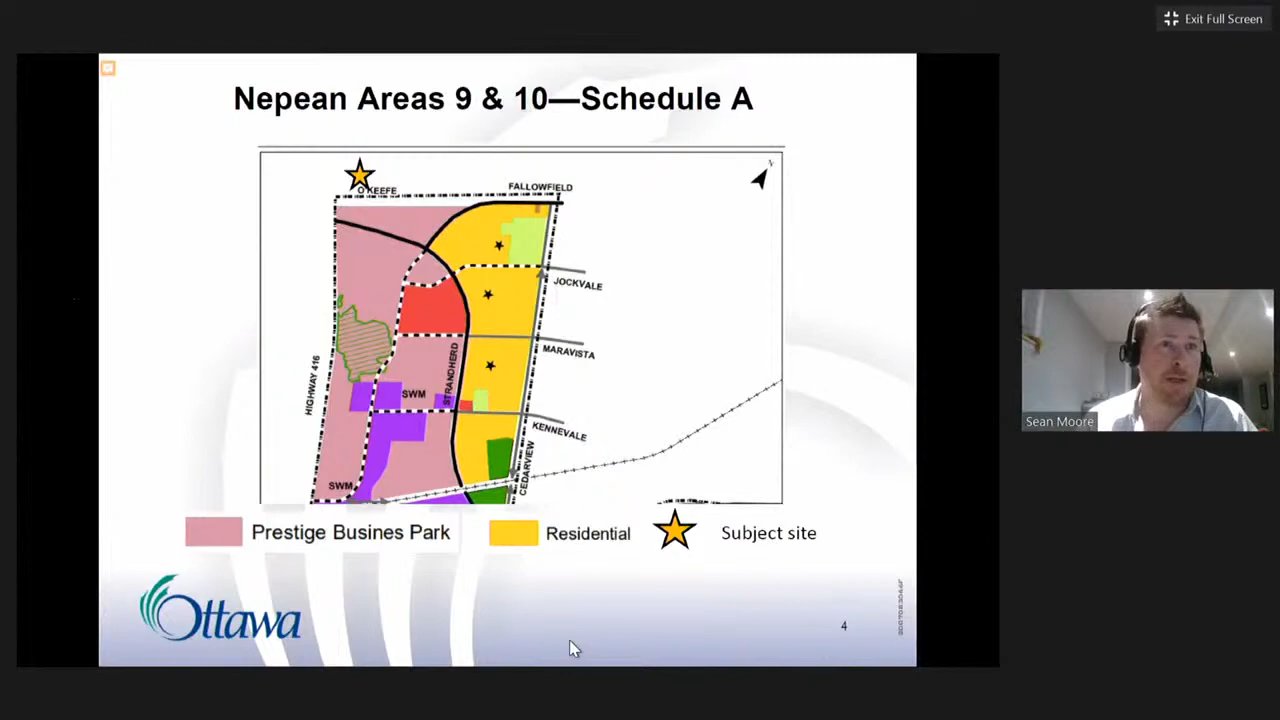 Exit Full Screen
Nepean Areas 9 & 10—Schedule A
N
O'KEEFE
FALLOWFIELD
JOCKVALE
MARAVISTA
HIGHWAY 416
STRANDHERD
SWM
KENNEVALE
CEDARVIEW
SWM
Prestige Busines Park
Residential
Subject site
Ottawa
4
Sean Moore